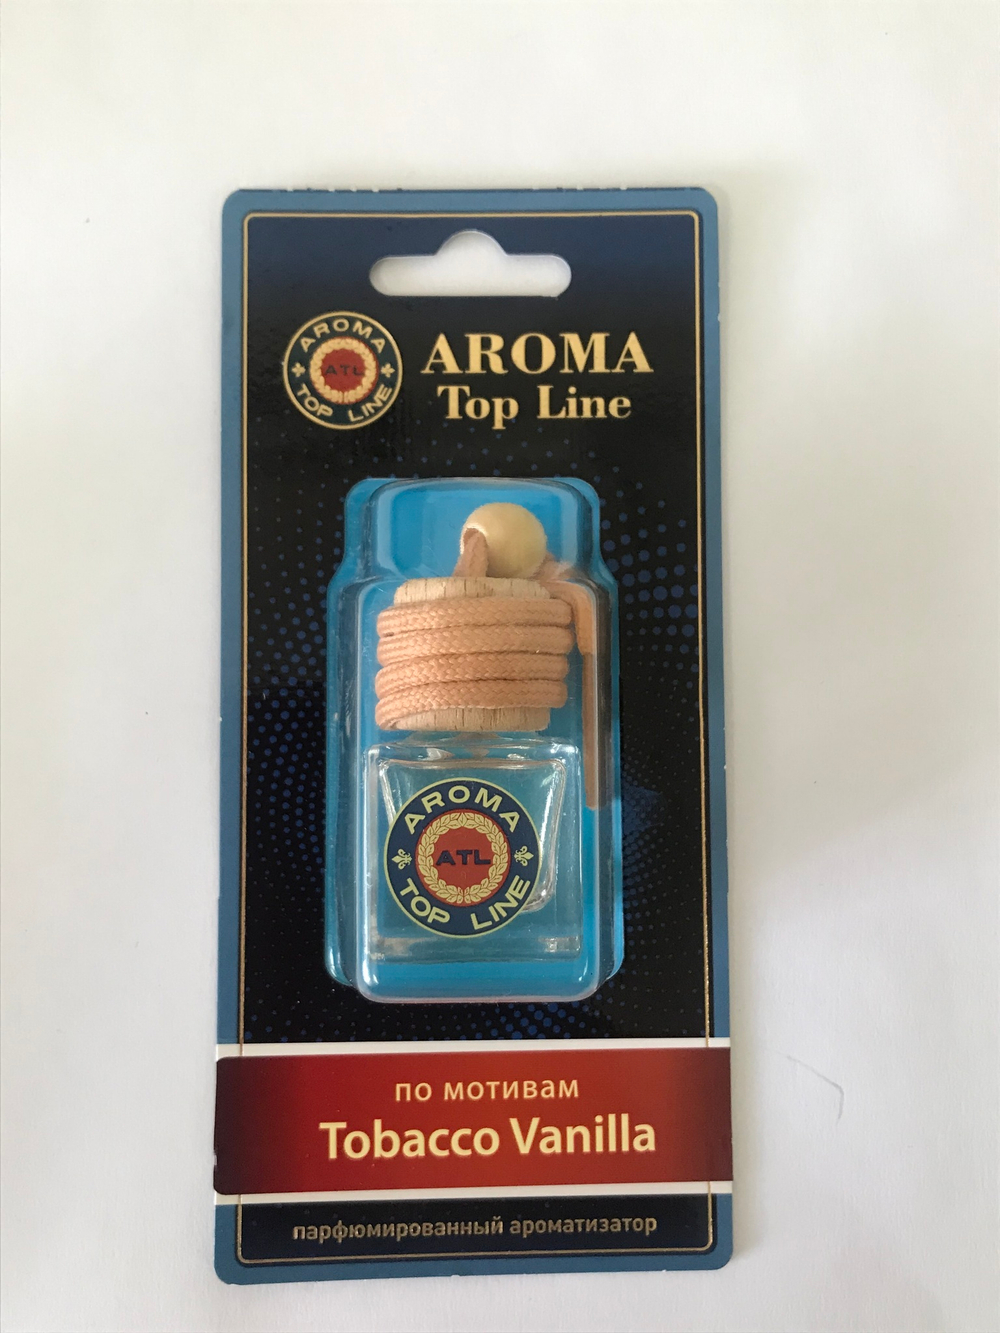 AROMA
ATL
TOP LINE
AROMA
Top Line
AROMA
ATL
TOP LINE
по мотивам
Tobacco Vanilla
парфюмированный ароматизатор